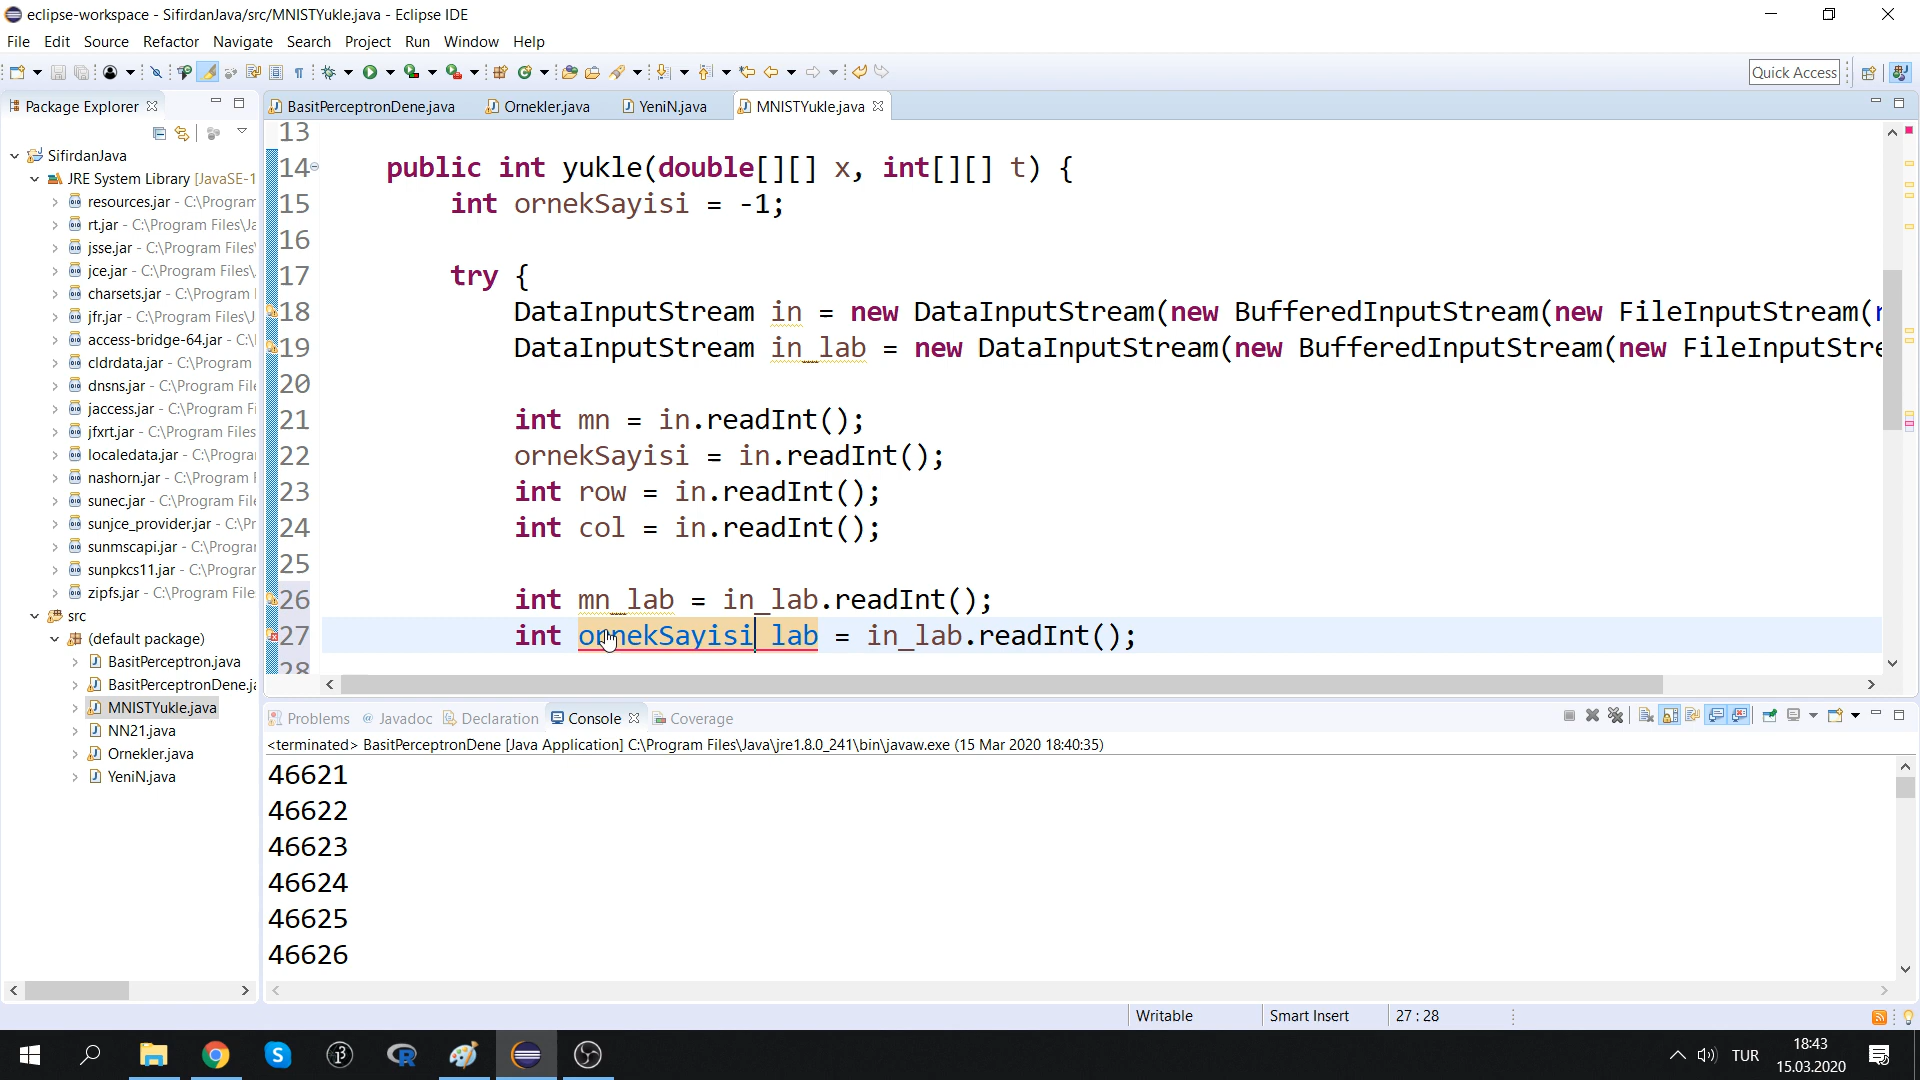 eclipse-workspace - SifirdanJava/src/MNISTYukle.java - Eclipse IDE
File Edit Source Refactor Navigate Search Project Run Window Help
Quick Access
Package Explorer
BasitPerceptronDene.java Ornekler.java YeniN.java MNISTYukle.java
SifirdanJava
JRE System Library [JavaSE-1
resources.jar - C:\Program
rt.jar - C:\Program Files\Ja
jsse.jar - C:\Program Files\
jce.jar - C:\Program Files\
charsets.jar - C:\Program
jfr.jar - C:\Program Files\J
access-bridge-64.jar - C:\
cldrdata.jar - C:\Program
dnsns.jar - C:\Program File
jaccess.jar - C:\Program F
jfxrt.jar - C:\Program Files
localedata.jar - C:\Progra
nashorn.jar - C:\Program
sunec.jar - C:\Program File
sunjce_provider.jar - C:\Pr
sunmscapi.jar - C:\Progra
sunpkcs11.jar - C:\Progra
zipfs.jar - C:\Program File
src
(default package)
BasitPerceptron.java
BasitPerceptronDene.ja
MNISTYukle.java
NN21.java
Ornekler.java
YeniN.java
13
14 public int yukle(double[][] x, int[][] t) {
15 int ornekSayisi = -1;
16
17 try {
18 DataInputStream in = new DataInputStream(new BufferedInputStream(new FileInputStream(r
19 DataInputStream in_lab = new DataInputStream(new BufferedInputStream(new FileInputStre
20
21 int mn = in.readInt();
22 ornekSayisi = in.readInt();
23 int row = in.readInt();
24 int col = in.readInt();
25
26 int mn_lab = in_lab.readInt();
27 int ornekSayisi_lab = in_lab.readInt();
28
Problems Javadoc Declaration Console Coverage
<terminated> BasitPerceptronDene [Java Application] C:\Program Files\Java\jre1.8.0_241\bin\javaw.exe (15 Mar 2020 18:40:35)
46621
46622
46623
46624
46625
46626
Writable Smart Insert 27 : 28
TUR
18:43
15.03.2020